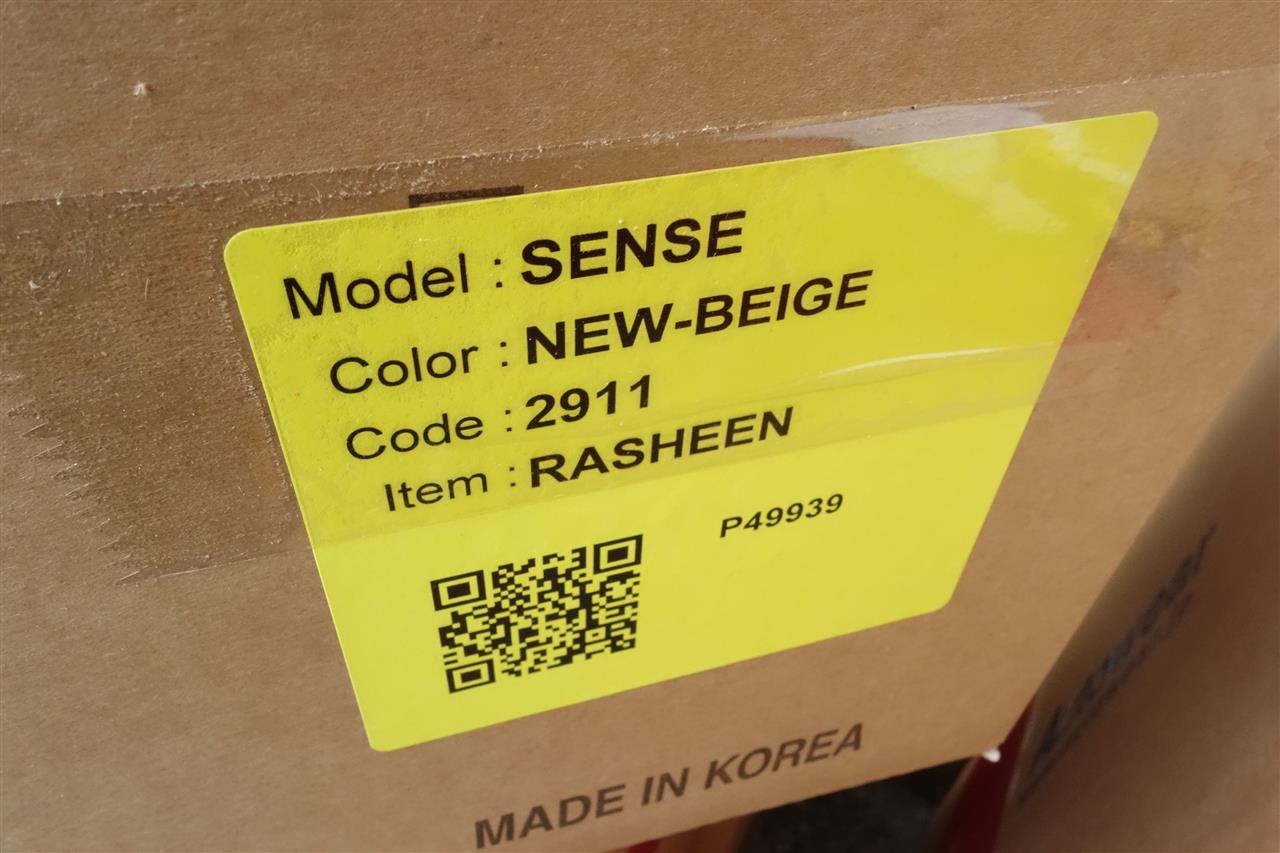 Model : SENSE
Color : NEW-BEIGE
Code : 2911
Item : RASHEEN
P49939
MADE IN KOREA